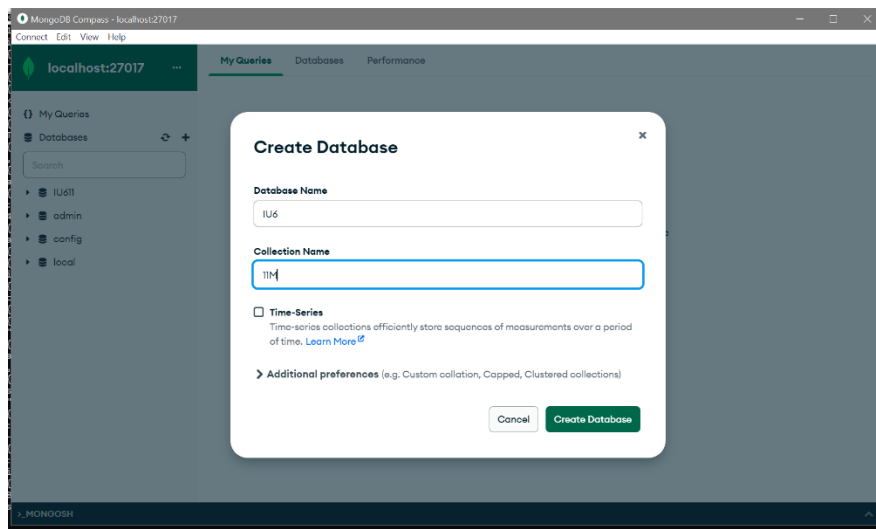 MongoDB Compass - localhost:27017
Connect Edit View Help
localhost:27017 ...
My Queries Databases Performance
{} My Queries
Databases
Search
IU611
admin
config
local
Create Database
Database Name
IU6
Collection Name
11M
Time-Series
Time-series collections efficiently store sequences of measurements over a period
of time. Learn More
Additional preferences (e.g. Custom collation, Capped, Clustered collections)
Cancel Create Database
>_MONGOSH